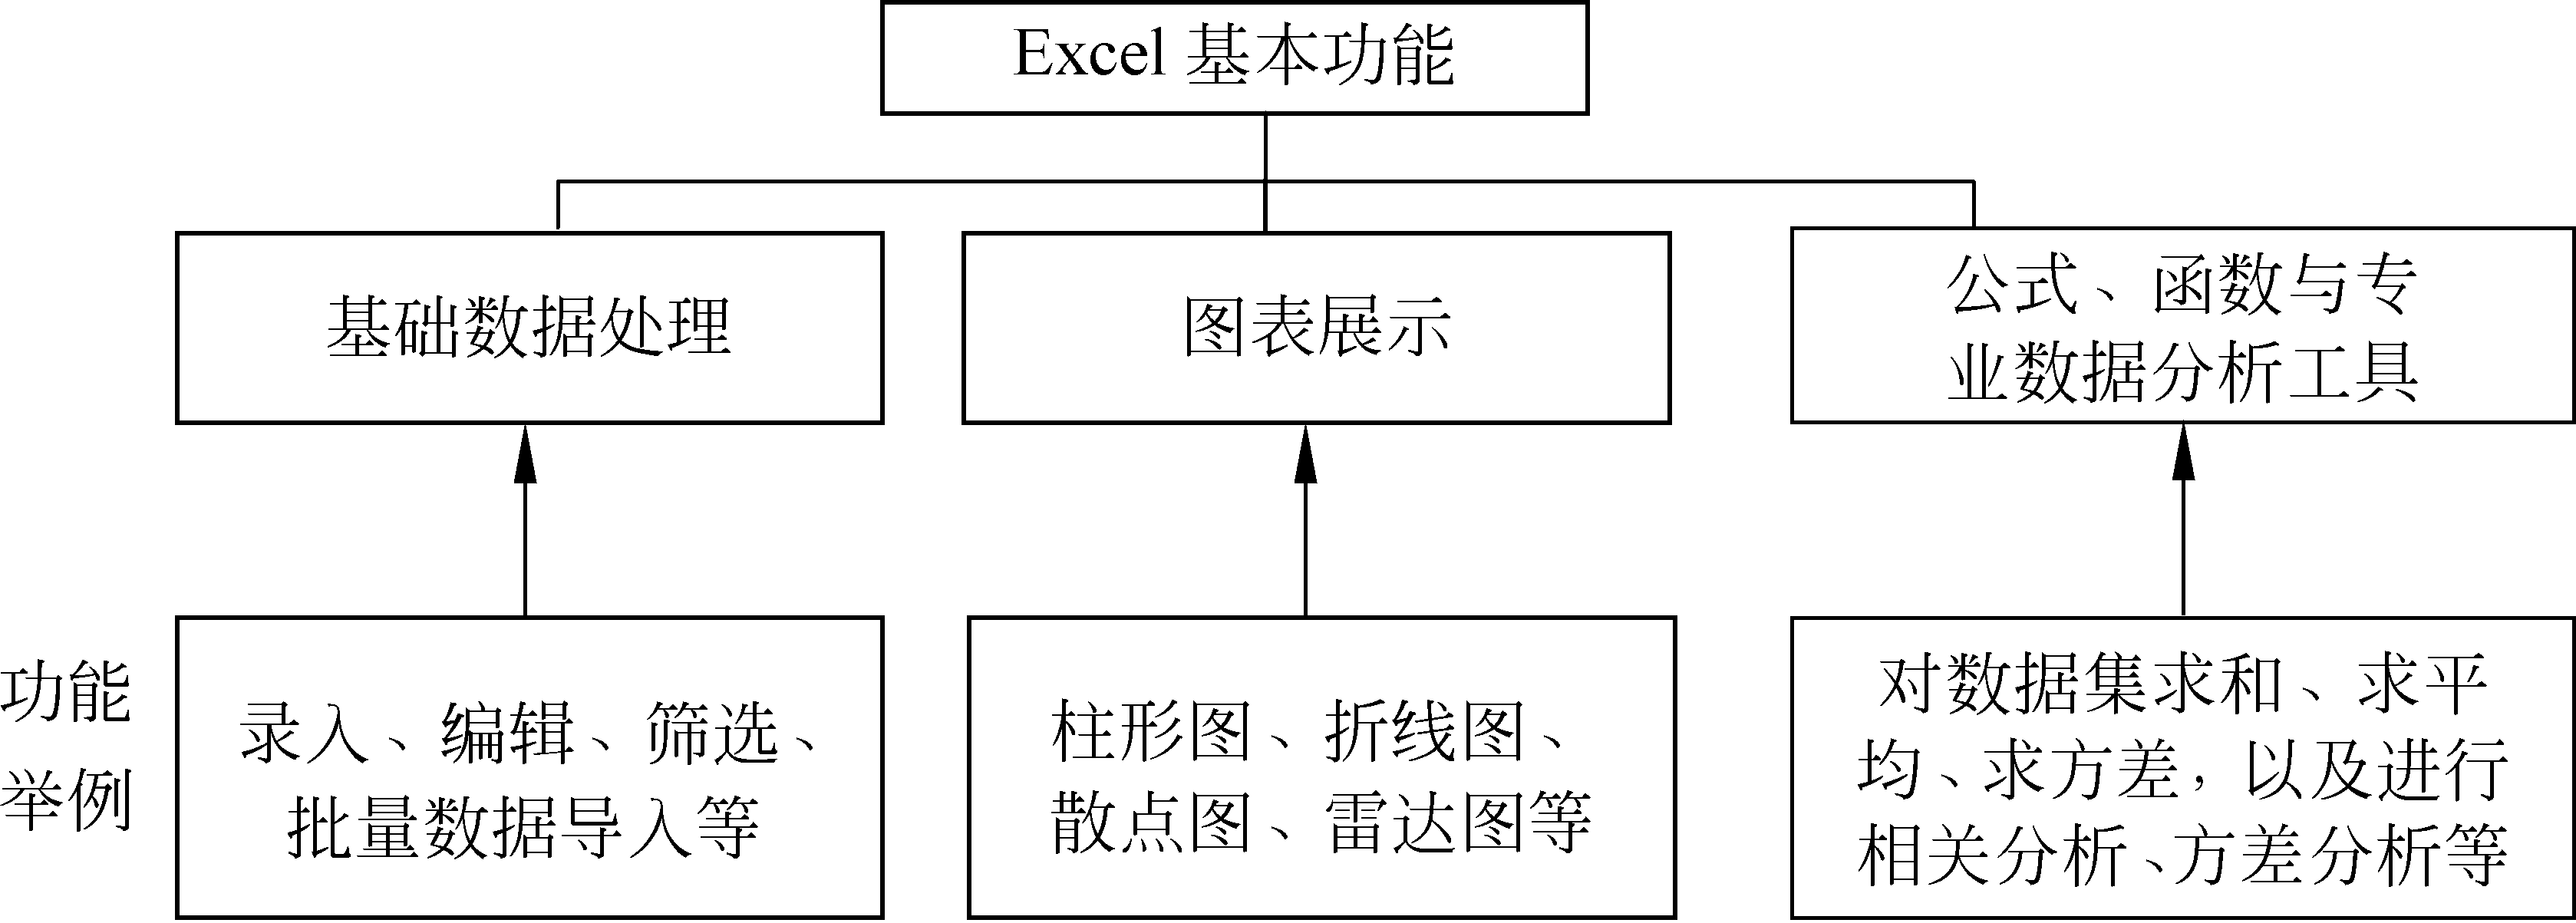 Excel 基本功能
基础数据处理
图表展示
公式、函数与专
业数据分析工具
功能
举例
录入、编辑、筛选、
批量数据导入等
柱形图、折线图、
散点图、雷达图等
对数据集求和、求平
均、求方差，以及进行
相关分析、方差分析等